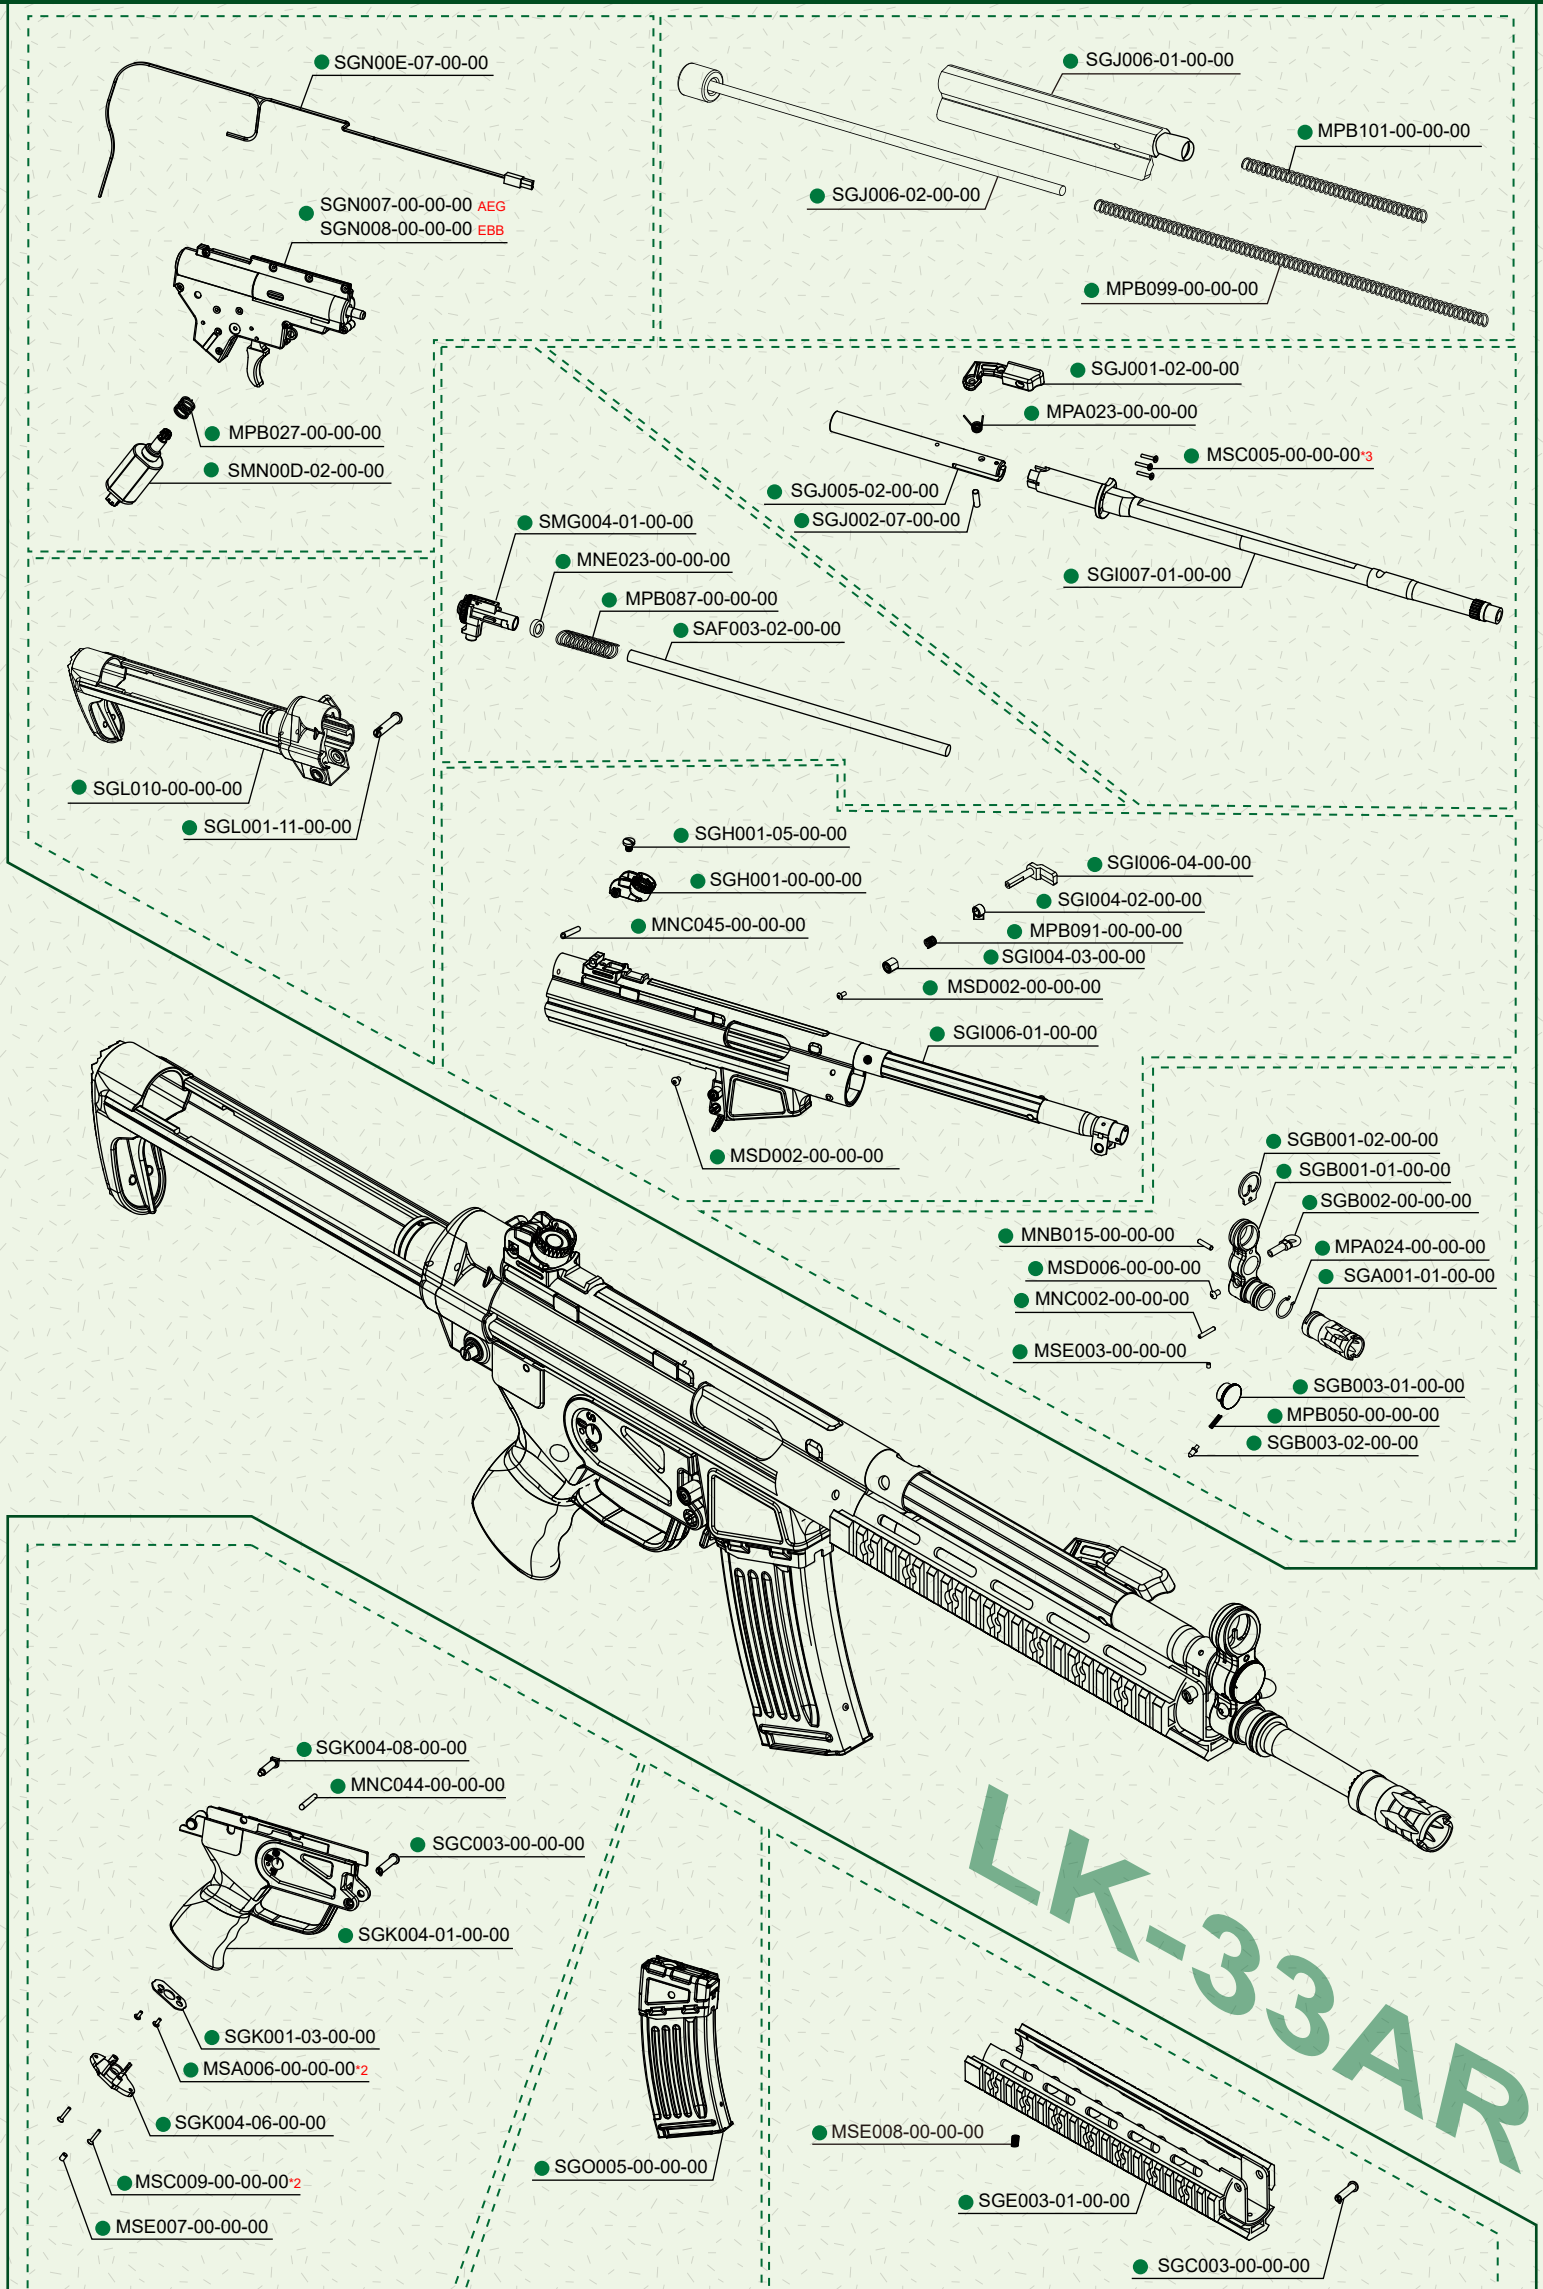 SGN00E-07-00-00
SGN007-00-00-00 AEG
SGN008-00-00-00 EBB
MPB027-00-00-00
SMN00D-02-00-00
SGJ006-01-00-00
MPB101-00-00-00
SGJ006-02-00-00
MPB099-00-00-00
SGJ001-02-00-00
MPA023-00-00-00
MSC005-00-00-00*3
SGJ005-02-00-00
SGJ002-07-00-00
SGI007-01-00-00
SMG004-01-00-00
MNE023-00-00-00
MPB087-00-00-00
SAF003-02-00-00
SGL010-00-00-00
SGL001-11-00-00
SGH001-05-00-00
SGH001-00-00-00
MNC045-00-00-00
SGI006-04-00-00
SGI004-02-00-00
MPB091-00-00-00
SGI004-03-00-00
MSD002-00-00-00
SGI006-01-00-00
MSD002-00-00-00
SGB001-02-00-00
SGB001-01-00-00
SGB002-00-00-00
MNB015-00-00-00
MPA024-00-00-00
MSD006-00-00-00
SGA001-01-00-00
MNC002-00-00-00
MSE003-00-00-00
SGB003-01-00-00
MPB050-00-00-00
SGB003-02-00-00
SGK004-08-00-00
MNC044-00-00-00
SGC003-00-00-00
SGK004-01-00-00
SGK001-03-00-00
MSA006-00-00-00*2
SGK004-06-00-00
MSC009-00-00-00*2
MSE007-00-00-00
SGO005-00-00-00
LK-33AR
MSE008-00-00-00
SGE003-01-00-00
SGC003-00-00-00